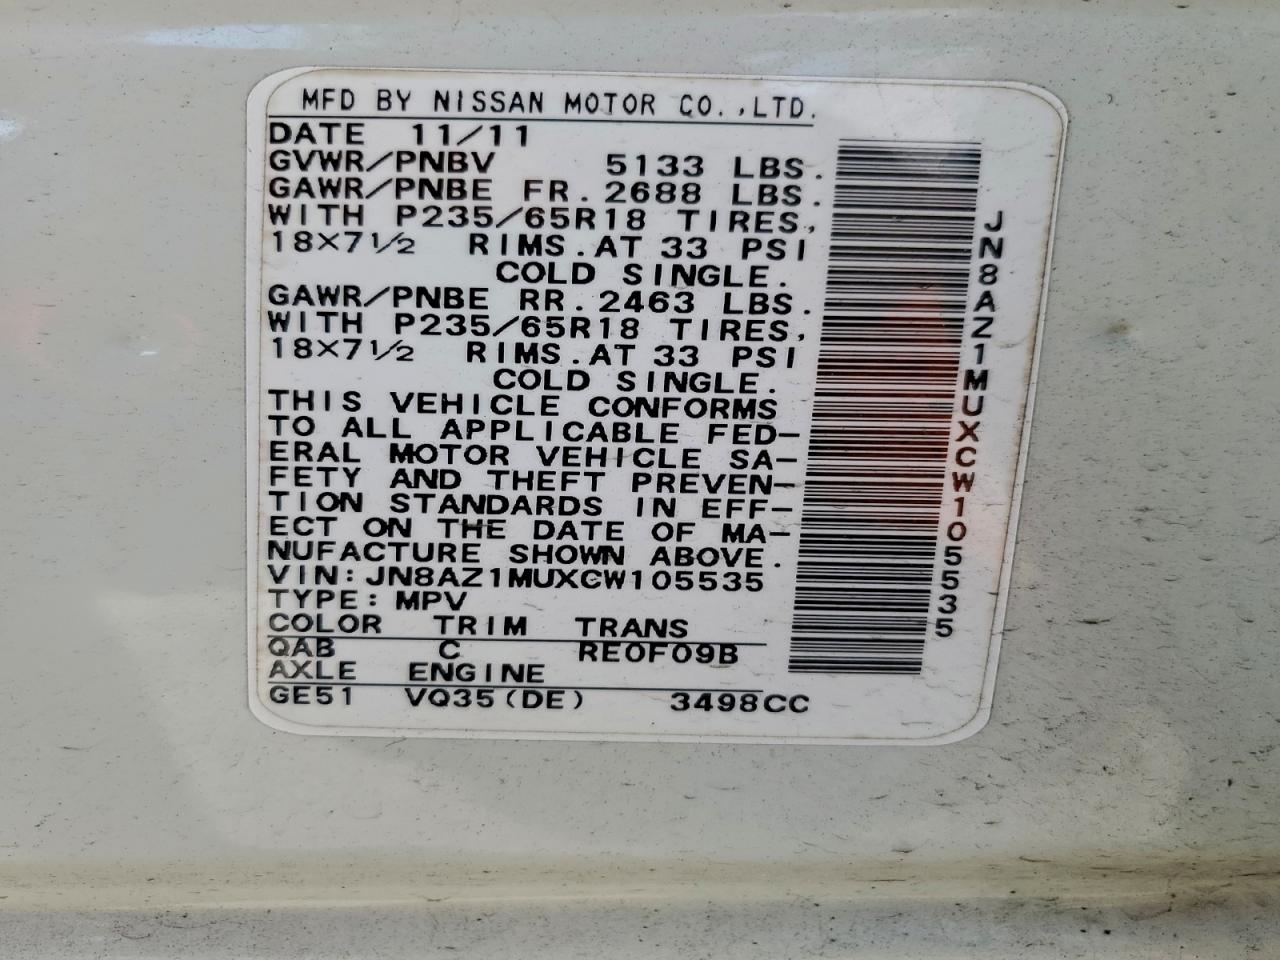 MFD BY NISSAN MOTOR CO.,LTD.
DATE 11/11
GVWR/PNBV 5133 LBS.
GAWR/PNBE FR. 2688 LBS.
WITH P235/65R18 TIRES,
18×7½ RIMS. AT 33 PSI
COLD SINGLE.
GAWR/PNBE RR. 2463 LBS.
WITH P235/65R18 TIRES,
18×7½ RIMS. AT 33 PSI
COLD SINGLE.
THIS VEHICLE CONFORMS
TO ALL APPLICABLE FED-
ERAL MOTOR VEHICLE SA-
FETY AND THEFT PREVEN-
TION STANDARDS IN EFF-
ECT ON THE DATE OF MA-
NUFACTURE SHOWN ABOVE.
VIN: JN8AZ1MUXCW105535
TYPE: MPV
COLOR TRIM TRANS
QAB C RE0F09B
AXLE ENGINE
GE51 VQ35(DE) 3498CC
JN8AZ1MUXCW105535